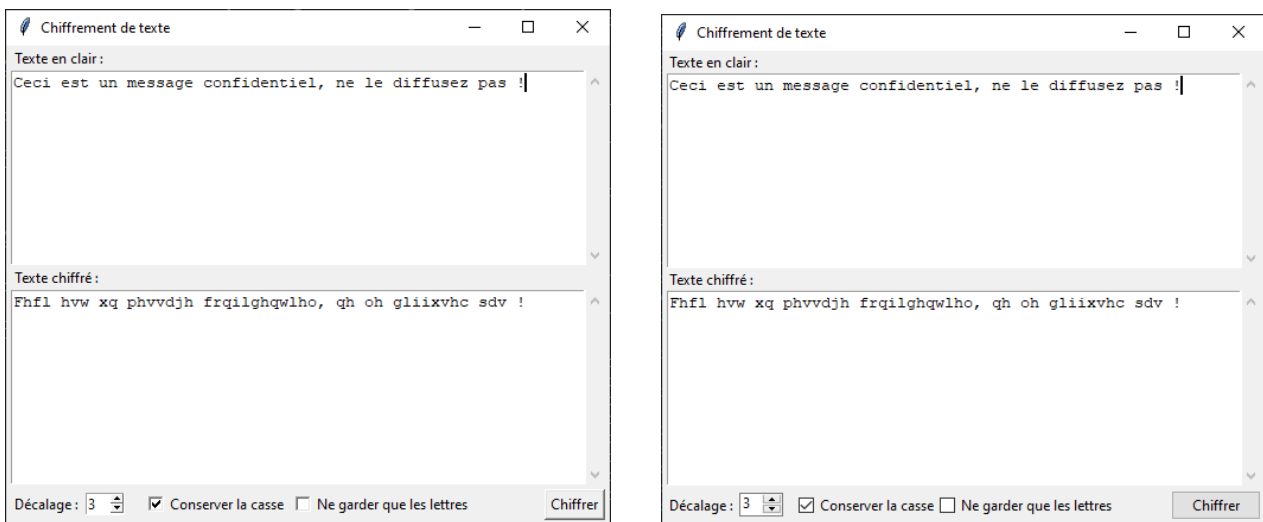 Chiffrement de texte
Texte en clair :
Ceci est un message confidentiel, ne le diffusez pas !
Texte chiffré :
Fhfl hvw xq phvvdjh frqilghqwlho, qh oh gliixvhc sdv !
Décalage : 3 Conserver la casse Ne garder que les lettres Chiffrer
Chiffrement de texte
Texte en clair :
Ceci est un message confidentiel, ne le diffusez pas !
Texte chiffré :
Fhfl hvw xq phvvdjh frqilghqwlho, qh oh gliixvhc sdv !
Décalage : 3 Conserver la casse Ne garder que les lettres Chiffrer